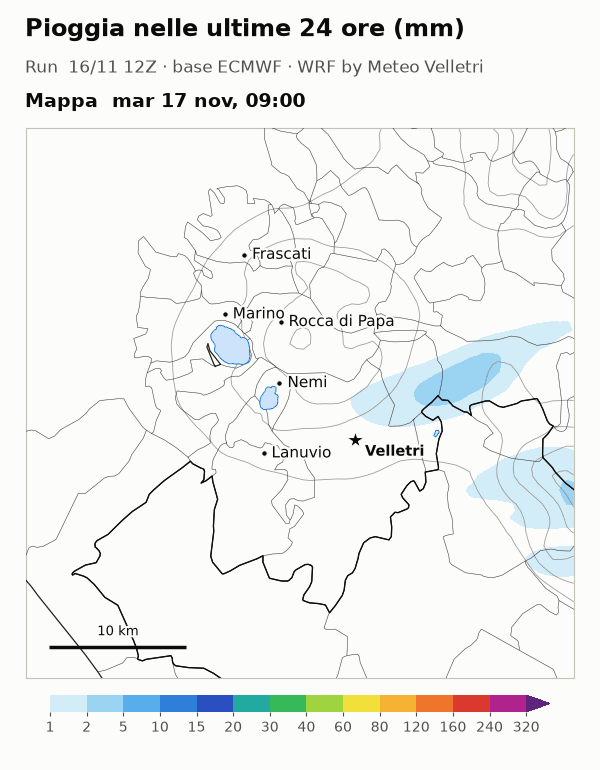 Pioggia nelle ultime 24 ore (mm)
Run  16/11 12Z · base ECMWF · WRF by Meteo Velletri
Mappa  mar 17 nov, 09:00
Frascati
Marino
Rocca di Papa
Nemi
Velletri
Lanuvio
10 km
1 2 5 10 15 20 30 40 60 80 120 160 240 320